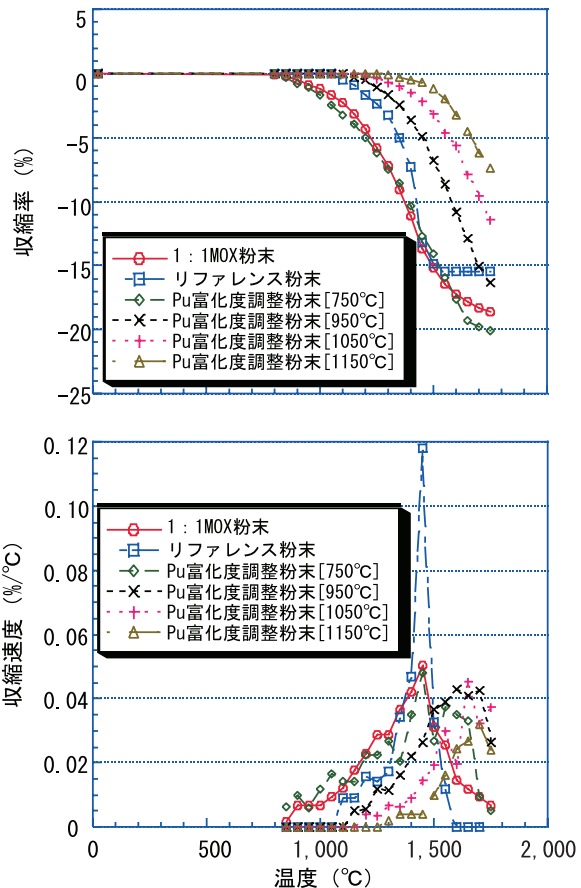 5
0
-5
-10
-15
-20
-25
収縮率 (%)
1:1MOX粉末
リファレンス粉末
Pu富化度調整粉末[750℃]
Pu富化度調整粉末[950℃]
Pu富化度調整粉末[1050℃]
Pu富化度調整粉末[1150℃]
0.12
0.10
0.08
0.06
0.04
0.02
0
収縮速度 (%/℃)
1:1MOX粉末
リファレンス粉末
Pu富化度調整粉末[750℃]
Pu富化度調整粉末[950℃]
Pu富化度調整粉末[1050℃]
Pu富化度調整粉末[1150℃]
0 500 1,000 1,500 2,000
温度 (℃)